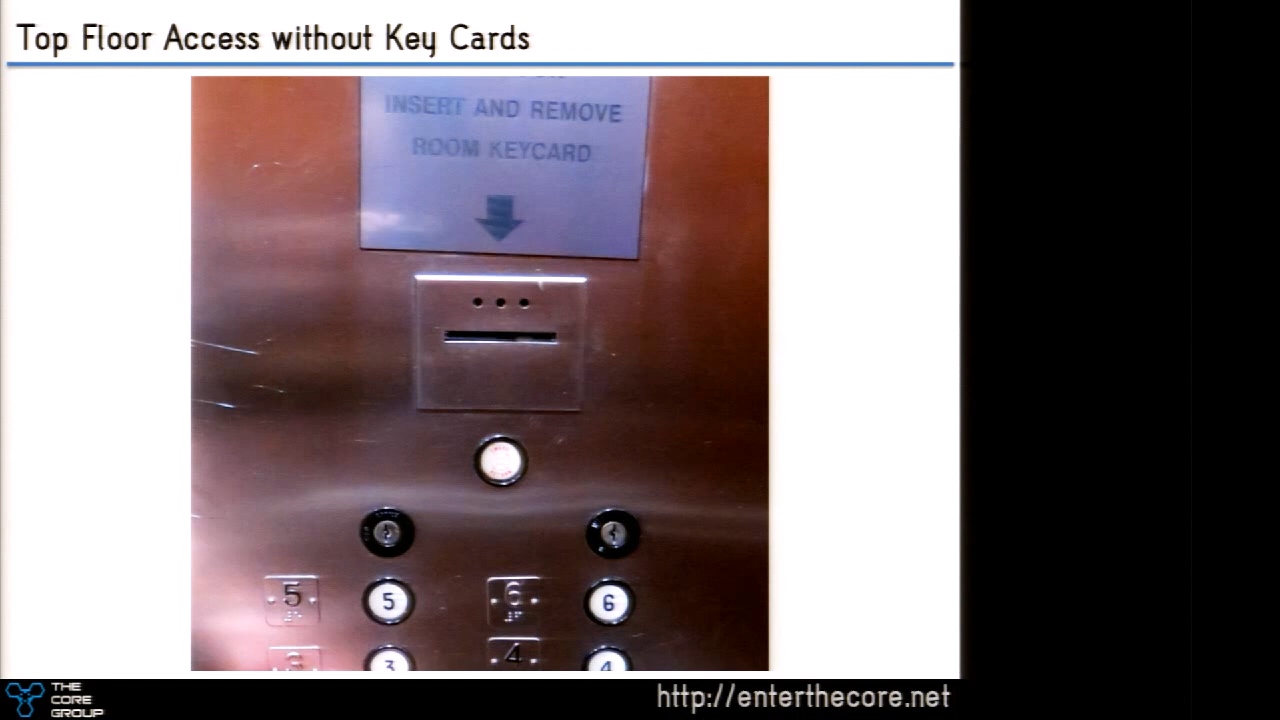 Top Floor Access without Key Cards
INSERT AND REMOVE
ROOM KEYCARD
5
5
6
6
3
3
4
4
THE
CORE
GROUP
http://enterthecore.net